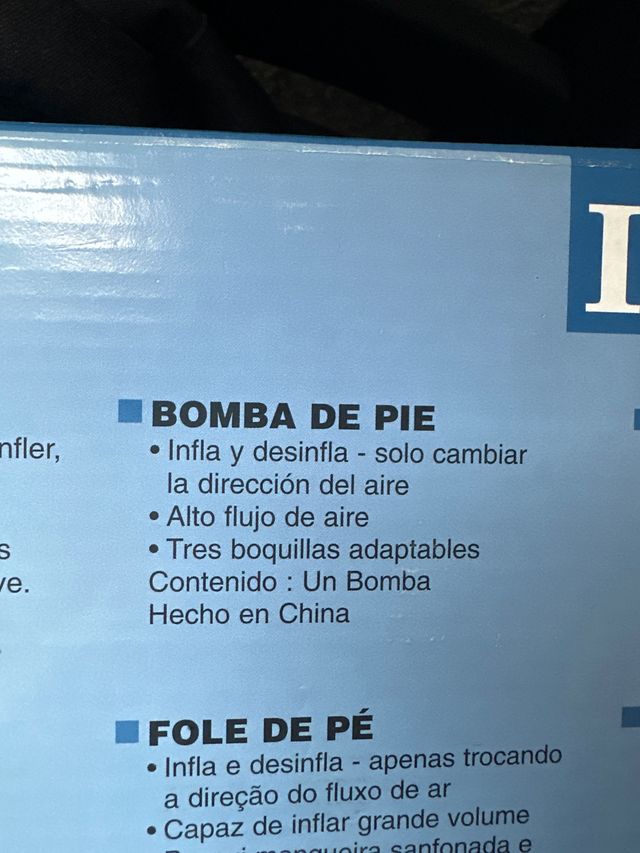 nfler,
s
ve.
BOMBA DE PIE
• Infla y desinfla - solo cambiar
la dirección del aire
• Alto flujo de aire
• Tres boquillas adaptables
Contenido : Un Bomba
Hecho en China
FOLE DE PÉ
• Infla e desinfla - apenas trocando
a direção do fluxo de ar
• Capaz de inflar grande volume
mangueira sanfonada e